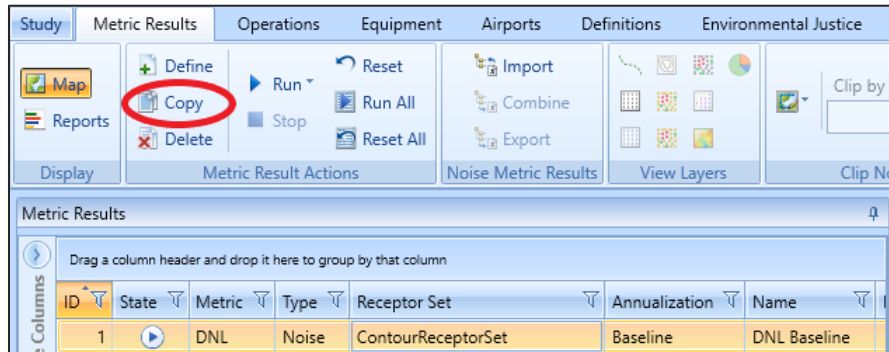 Study Metric Results Operations Equipment Airports Definitions Environmental Justice
Map
Reports
Display
Define
Copy
Delete
Run
Stop
Reset
Run All
Reset All
Metric Result Actions
Import
Combine
Export
Noise Metric Results
View Layers
Clip by
Clip
Metric Results
Drag a column header and drop it here to group by that column
Columns
ID State Metric Type Receptor Set Annualization Name
1 DNL Noise ContourReceptorSet Baseline DNL Baseline